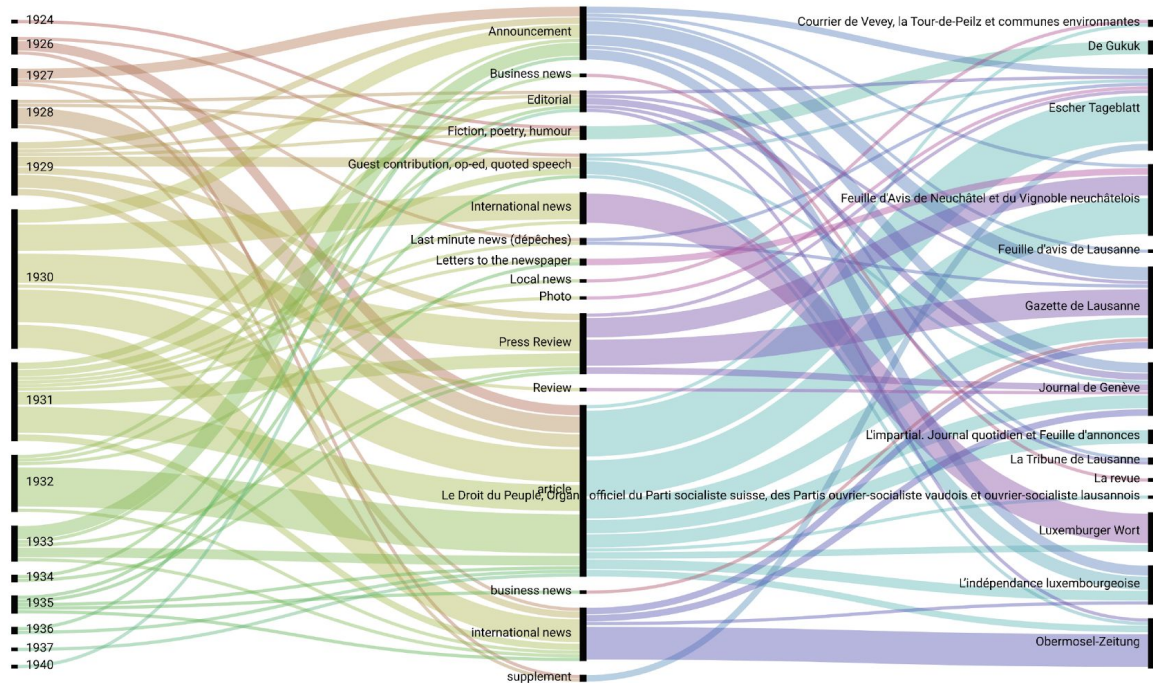 1924
1926
1927
1928
1929
1930
1931
1932
1933
1934
1935
1936
1937
1940
Announcement
Business news
Editorial
Fiction, poetry, humour
Guest contribution, op-ed, quoted speech
International news
Last minute news (dépêches)
Letters to the newspaper
Local news
Photo
Press Review
Review
article
business news
international news
supplement
Courrier de Vevey, la Tour-de-Peilz et communes environnantes
De Gukuk
Escher Tageblatt
Feuille d'Avis de Neuchâtel et du Vignoble neuchâtelois
Feuille d'avis de Lausanne
Gazette de Lausanne
Journal de Genève
L'impartial. Journal quotidien et Feuille d'annonces
La Tribune de Lausanne
La revue
Le Droit du Peuple, Organe officiel du Parti socialiste suisse, des Partis ouvrier-socialiste vaudois et ouvrier-socialiste lausannois
Luxemburger Wort
L'indépendance luxembourgeoise
Obermosel-Zeitung